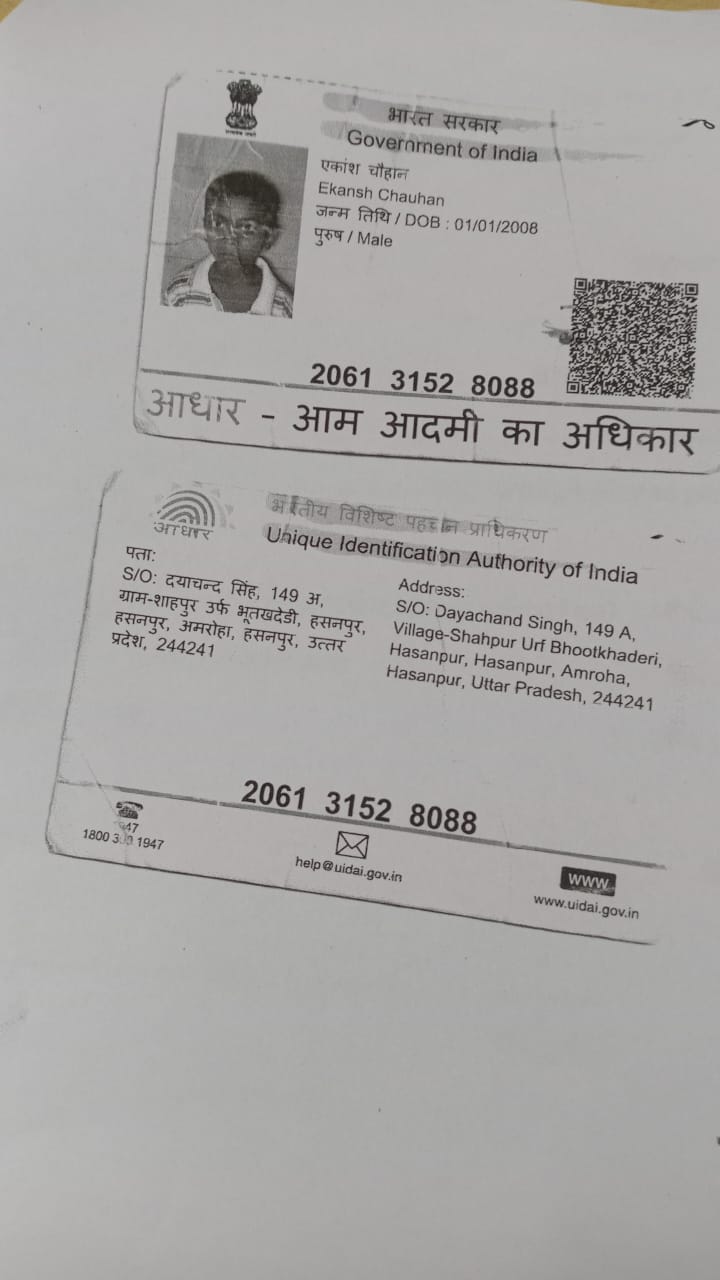 भारत सरकार
Government of India
एकांश चौहान
Ekansh Chauhan
जन्म तिथि / DOB : 01/01/2008
पुरुष / Male
2061 3152 8088
आधार - आम आदमी का अधिकार
आधार
भारतीय विशिष्ट पहचान प्राधिकरण
Unique Identification Authority of India
पता:
S/O: दयाचन्द सिंह, 149 अ,
ग्राम-शाहपुर उर्फ भूतखदेडी, हसनपुर,
हसनपुर, अमरोहा, हसनपुर, उत्तर
प्रदेश, 244241
Address:
S/O: Dayachand Singh, 149 A,
Village-Shahpur Urf Bhootkhaderi,
Hasanpur, Hasanpur, Amroha,
Hasanpur, Uttar Pradesh, 244241
2061 3152 8088
1947
help@uidai.gov.in
www
www.uidai.gov.in